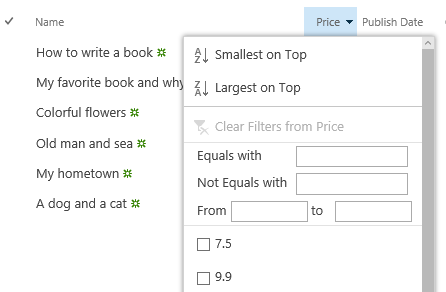 Name Price Publish Date
How to write a book
My favorite book and why
Colorful flowers
Old man and sea
My hometown
A dog and a cat
A Z Smallest on Top
Z A Largest on Top
Clear Filters from Price
Equals with
Not Equals with
From to
7.5
9.9